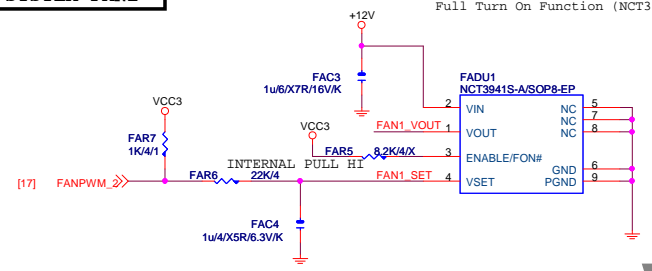 Full Turn On Function (NCT3
+12V
FAC3
1u/6/X7R/16V/K
FADU1
NCT3941S-A/SOP8-EP
VCC3
FAR7
1K/4/1
2 VIN NC 5
NC 7
FAN1_VOUT 1 VOUT NC 8
VCC3
FAR5 8.2K/4/X 3 ENABLE/FON#
INTERNAL PULL HI
GND 6
[17] FANPWM_2 FAR6 22K/4 FAN1_SET 4 VSET PGND 9
FAC4
1u/4/X5R/6.3V/K